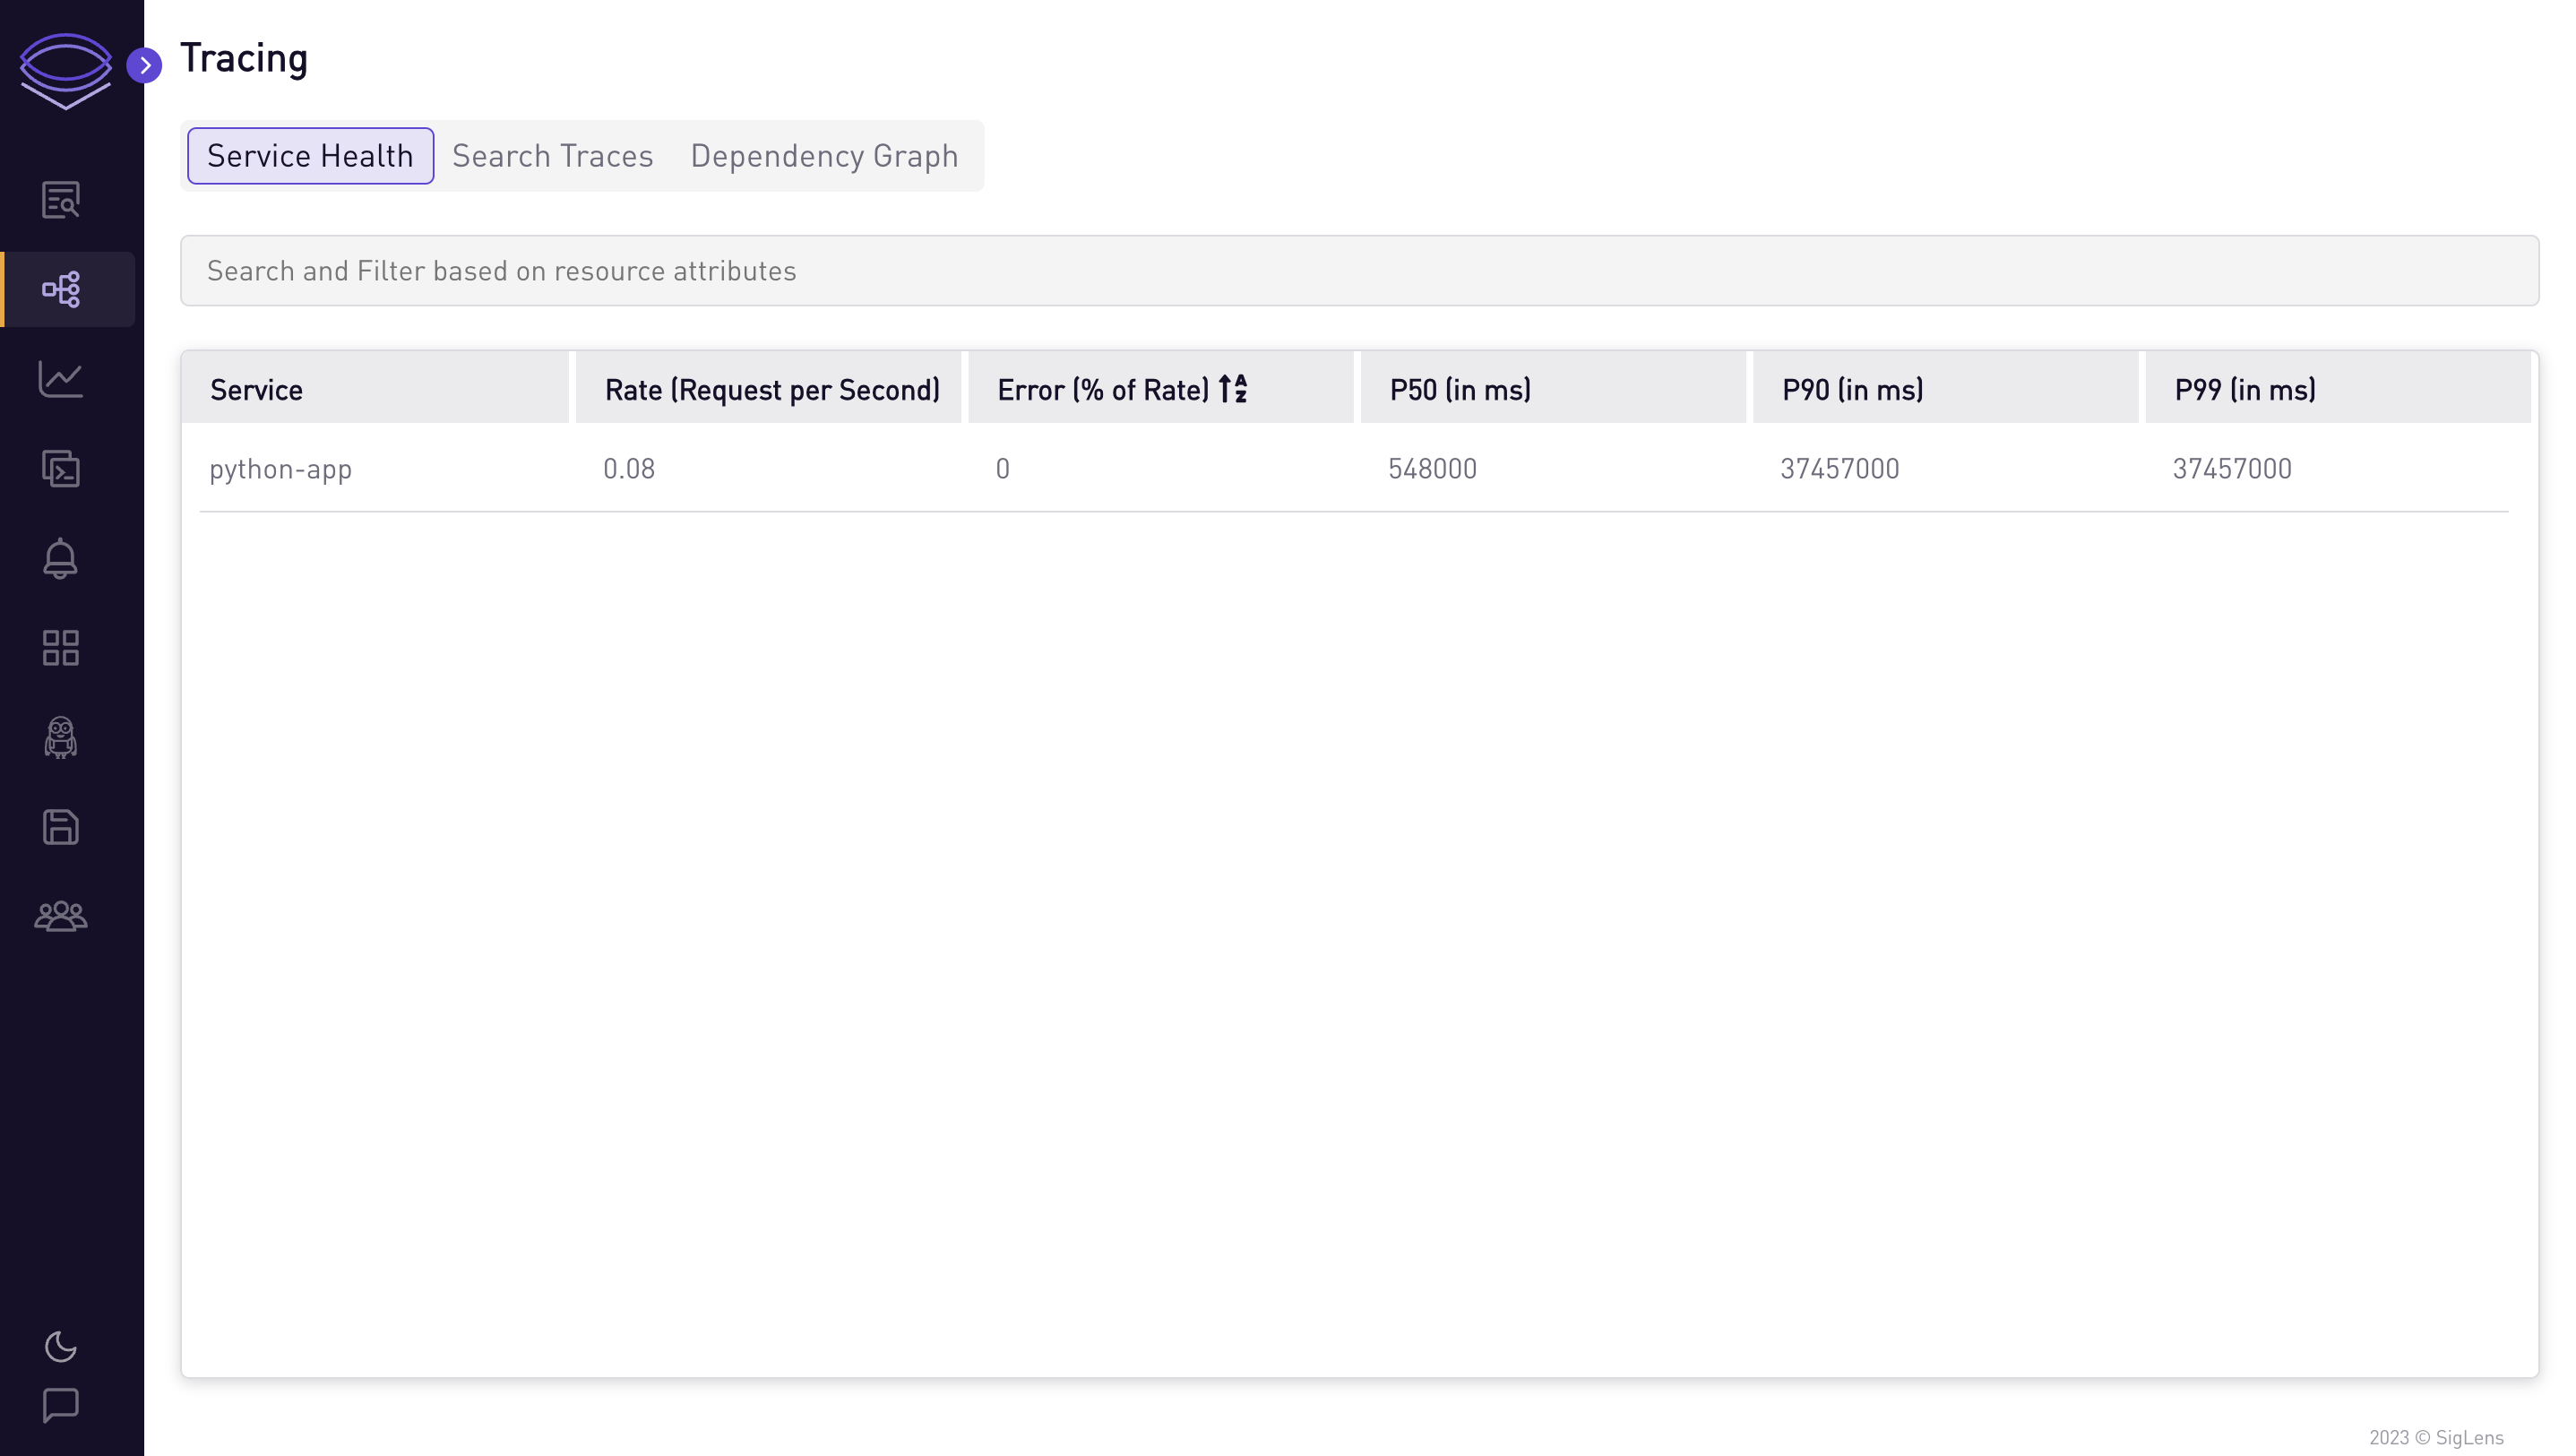 Tracing
Service Health Search Traces Dependency Graph
Search and Filter based on resource attributes
Service Rate (Request per Second) Error (% of Rate) P50 (in ms) P90 (in ms) P99 (in ms)
python-app 0.08 0 548000 37457000 37457000
2023 © SigLens